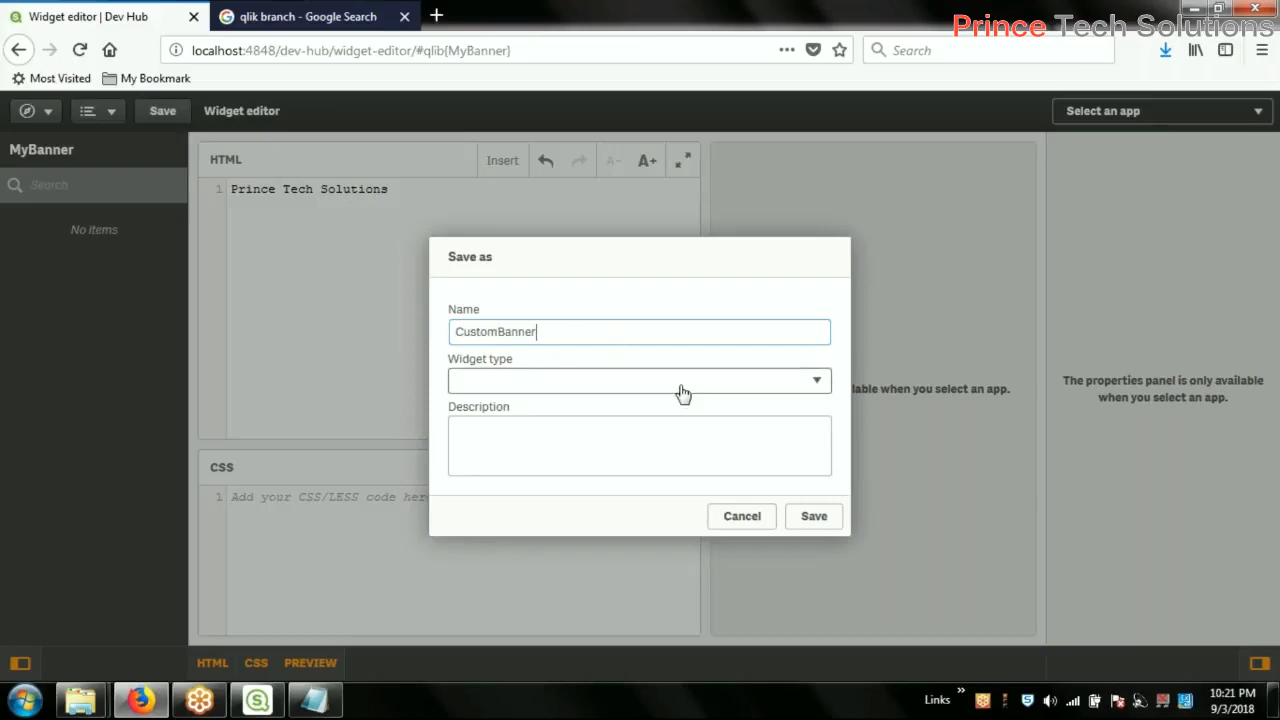 Widget editor | Dev Hub
qlik branch - Google Search
Prince Tech Solutions
localhost:4848/dev-hub/widget-editor/#qlib{MyBanner}
Search
Most Visited
My Bookmark
Save
Widget editor
Select an app
MyBanner
HTML
Insert
A-
A+
Search
1 Prince Tech Solutions
No items
Save as
Name
CustomBanner
Widget type
lable when you select an app.
The properties panel is only available
when you select an app.
Description
CSS
1 Add your CSS/LESS code here
Cancel
Save
HTML
CSS
PREVIEW
Links
10:21 PM
9/3/2018